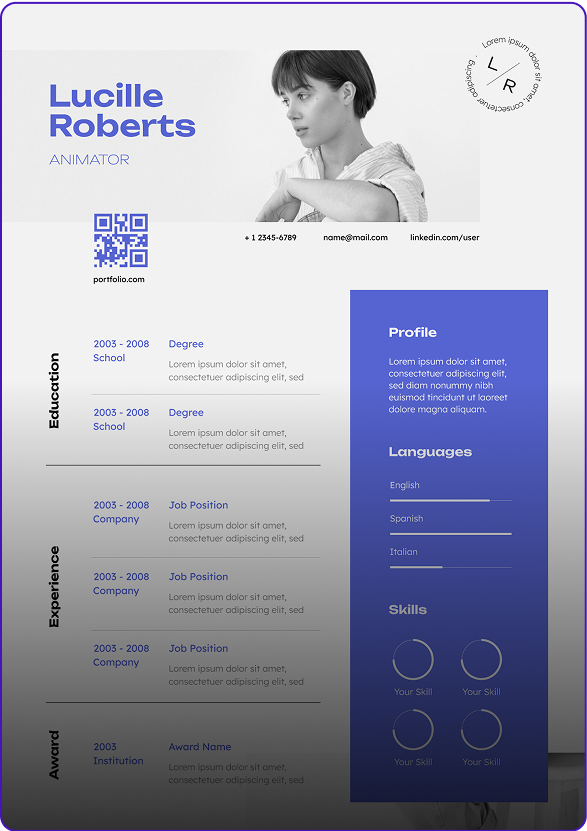 Lucille
Roberts
ANIMATOR
Lorem ipsum dolor sit amet, consectetuer adipiscing
L
R
+ 1 2345-6789
name@mail.com
linkedin.com/user
portfolio.com
Education
2003 - 2008
School
Degree
Lorem ipsum dolor sit amet,
consectetuer adipiscing elit, sed
2003 - 2008
School
Degree
Lorem ipsum dolor sit amet,
consectetuer adipiscing elit, sed
Experience
2003 - 2008
Company
Job Position
Lorem ipsum dolor sit amet,
consectetuer adipiscing elit, sed
2003 - 2008
Company
Job Position
Lorem ipsum dolor sit amet,
consectetuer adipiscing elit, sed
2003 - 2008
Company
Job Position
Lorem ipsum dolor sit amet,
consectetuer adipiscing elit, sed
Award
2003
Institution
Award Name
Lorem ipsum dolor sit amet,
consectetuer adipiscing elit, sed
Profile
Lorem ipsum dolor sit amet,
consectetuer adipiscing elit,
sed diam nonummy nibh
euismod tincidunt ut laoreet
dolore magna aliquam.
Languages
English
Spanish
Italian
Skills
Your Skill
Your Skill
Your Skill
Your Skill